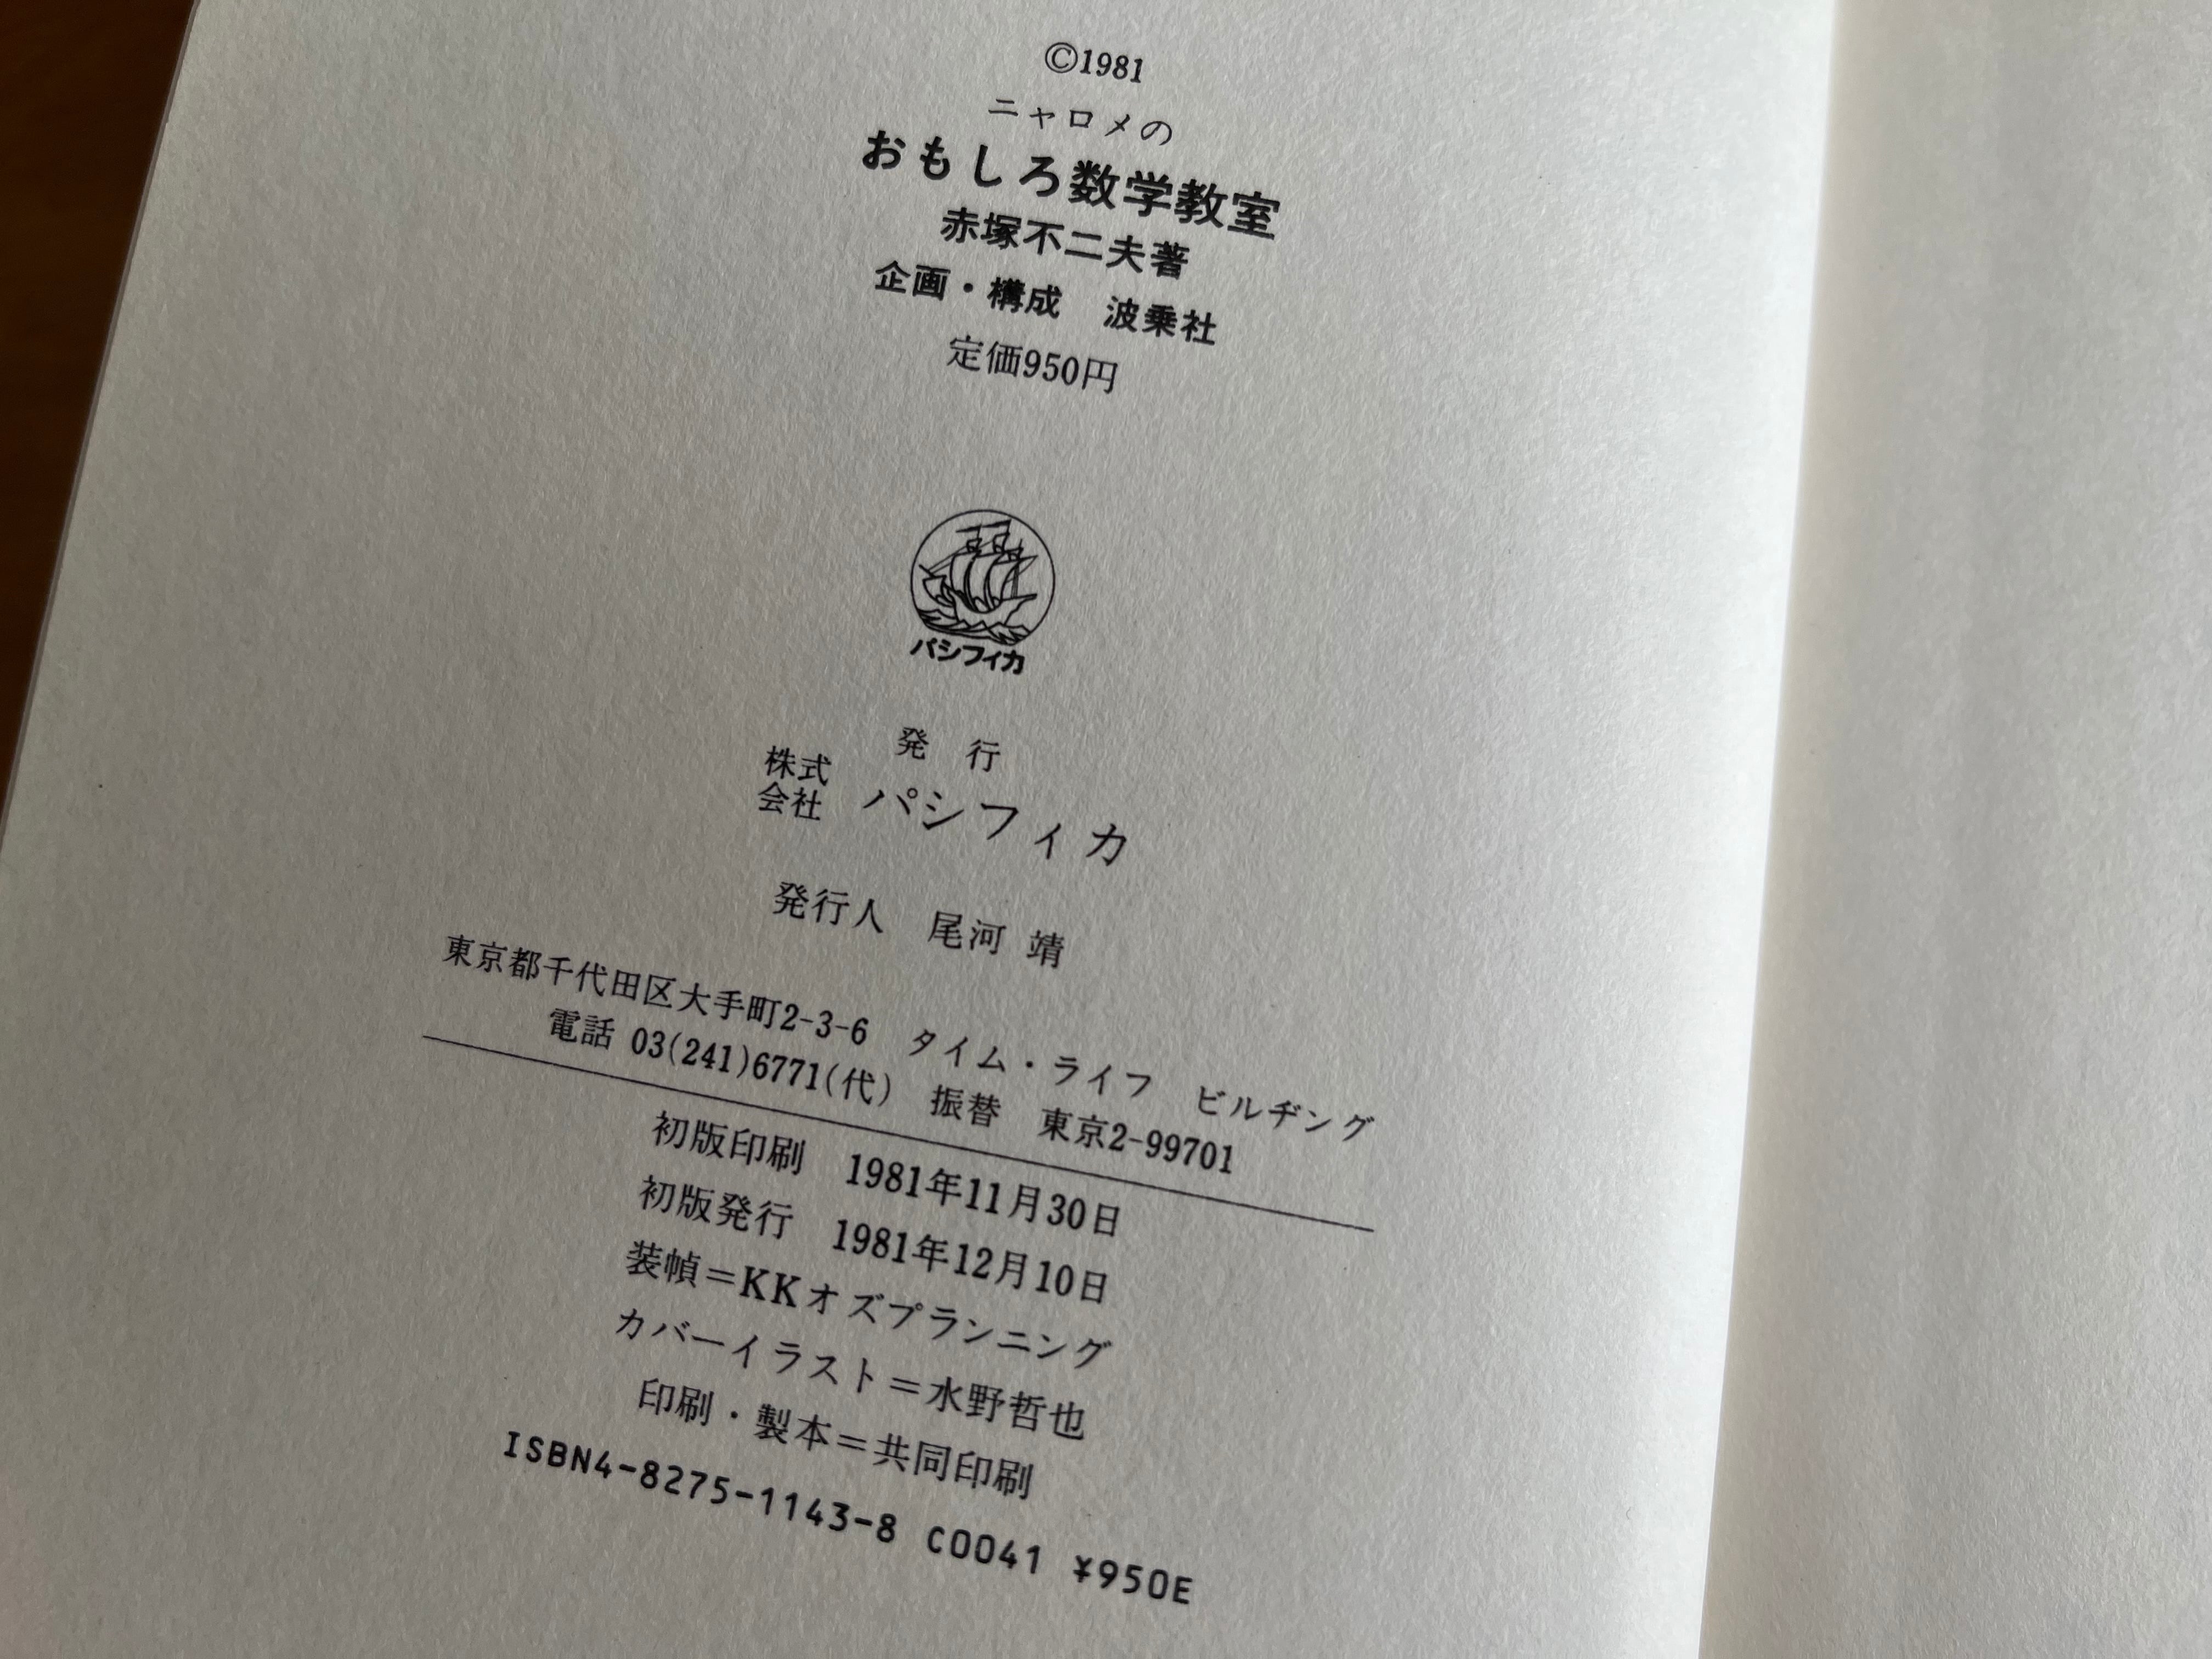 ©1981
ニャロメの
おもしろ数学教室
赤塚不二夫著
企画・構成　波乗社
定価950円
パシフィカ
発　行
株式会社　パシフィカ
発行人　尾河　靖
東京都千代田区大手町2-3-6　タイム・ライフ　ビルヂング
電話 03(241)6771(代)　振替　東京2-99701
初版印刷　1981年11月30日
初版発行　1981年12月10日
装幀＝KKオズプランニング
カバーイラスト＝水野哲也
印刷・製本＝共同印刷
ISBN4-8275-1143-8 C0041 ¥950E